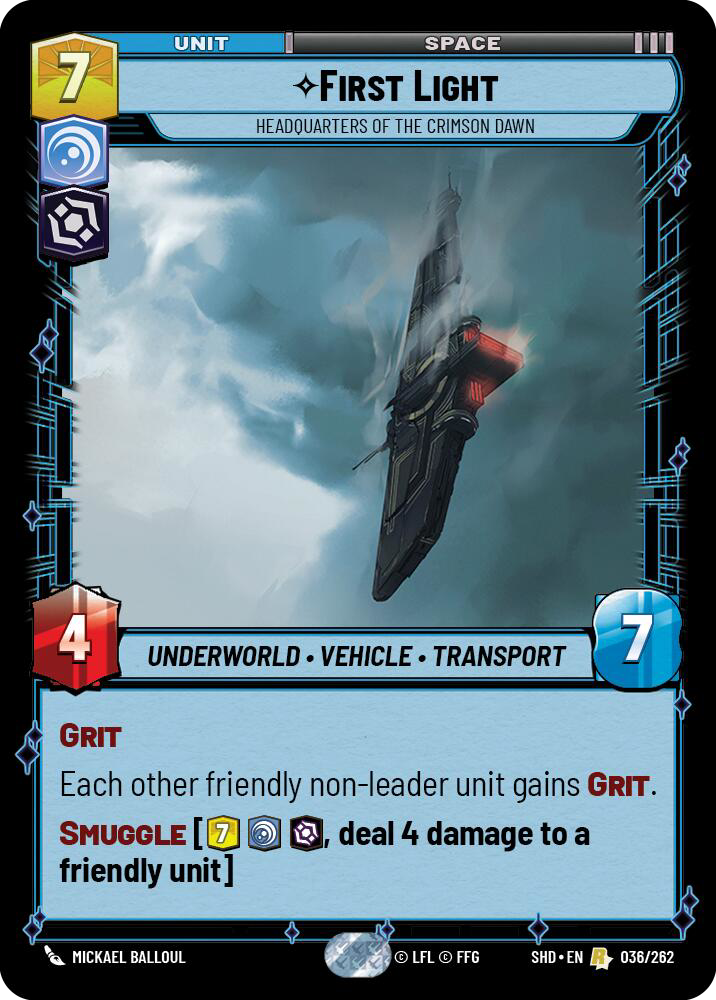 UNIT
SPACE
7
✧FIRST LIGHT
HEADQUARTERS OF THE CRIMSON DAWN
4
UNDERWORLD • VEHICLE • TRANSPORT
7
GRIT
Each other friendly non-leader unit gains GRIT.
SMUGGLE [7, deal 4 damage to a
friendly unit]
MICKAEL BALLOUL
© LFL © FFG
SHD • EN R 036/262